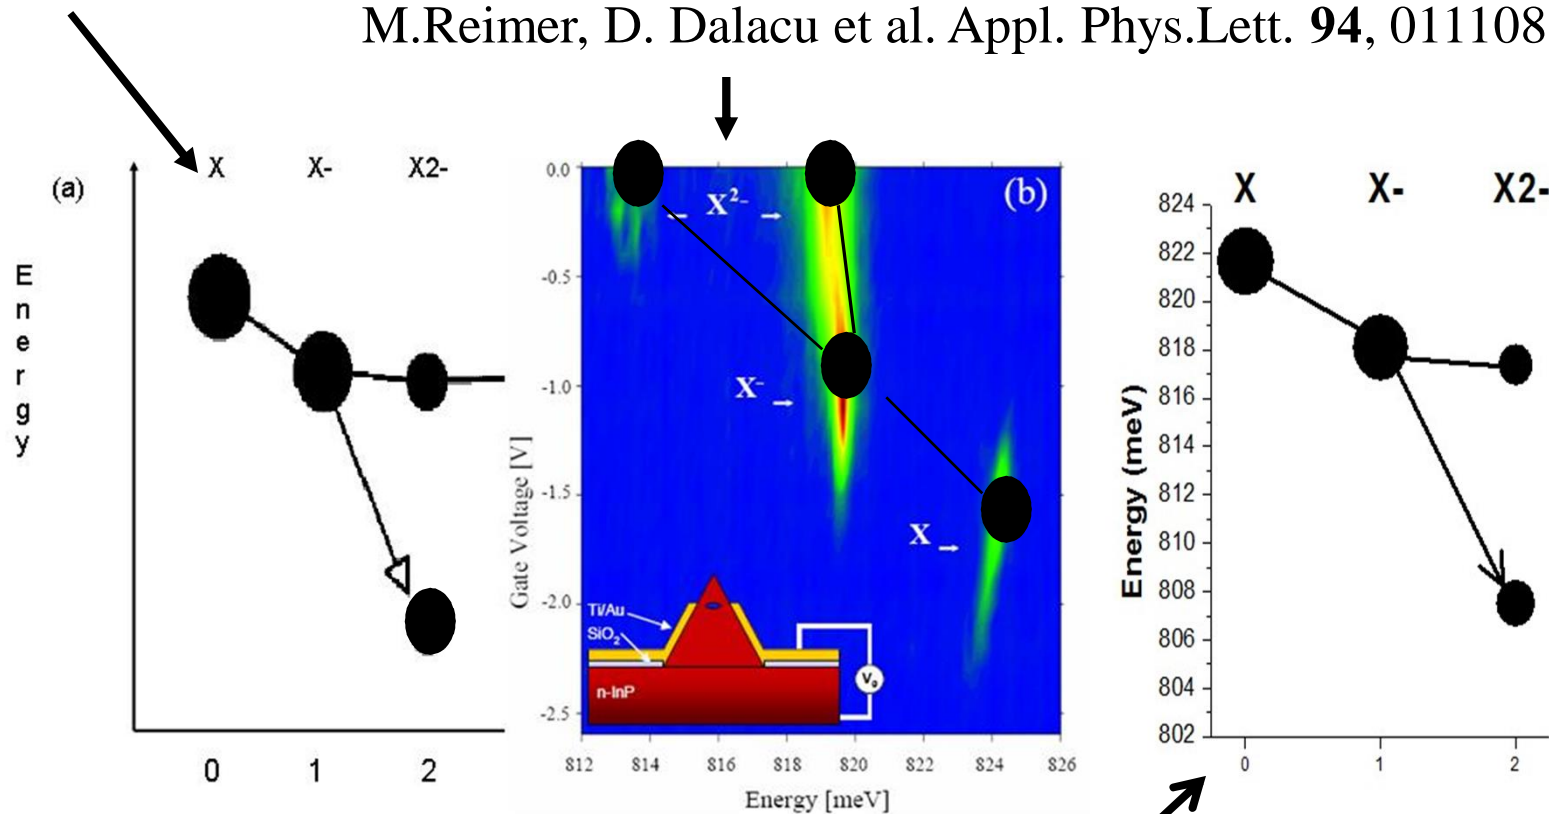 M.Reimer, D. Dalacu et al. Appl. Phys.Lett. 94, 011108
(a)
X X- X2-
E
n
e
r
g
y
0 1 2
(b)
X²⁻
X⁻
X
Gate Voltage [V]
0.0
-0.5
-1.0
-1.5
-2.0
-2.5
Ti/Au
SiO₂
n-InP
Vg
812 814 816 818 820 822 824 826
Energy [meV]
X X- X2-
Energy (meV)
824
822
820
818
816
814
812
810
808
806
804
802
0 1 2